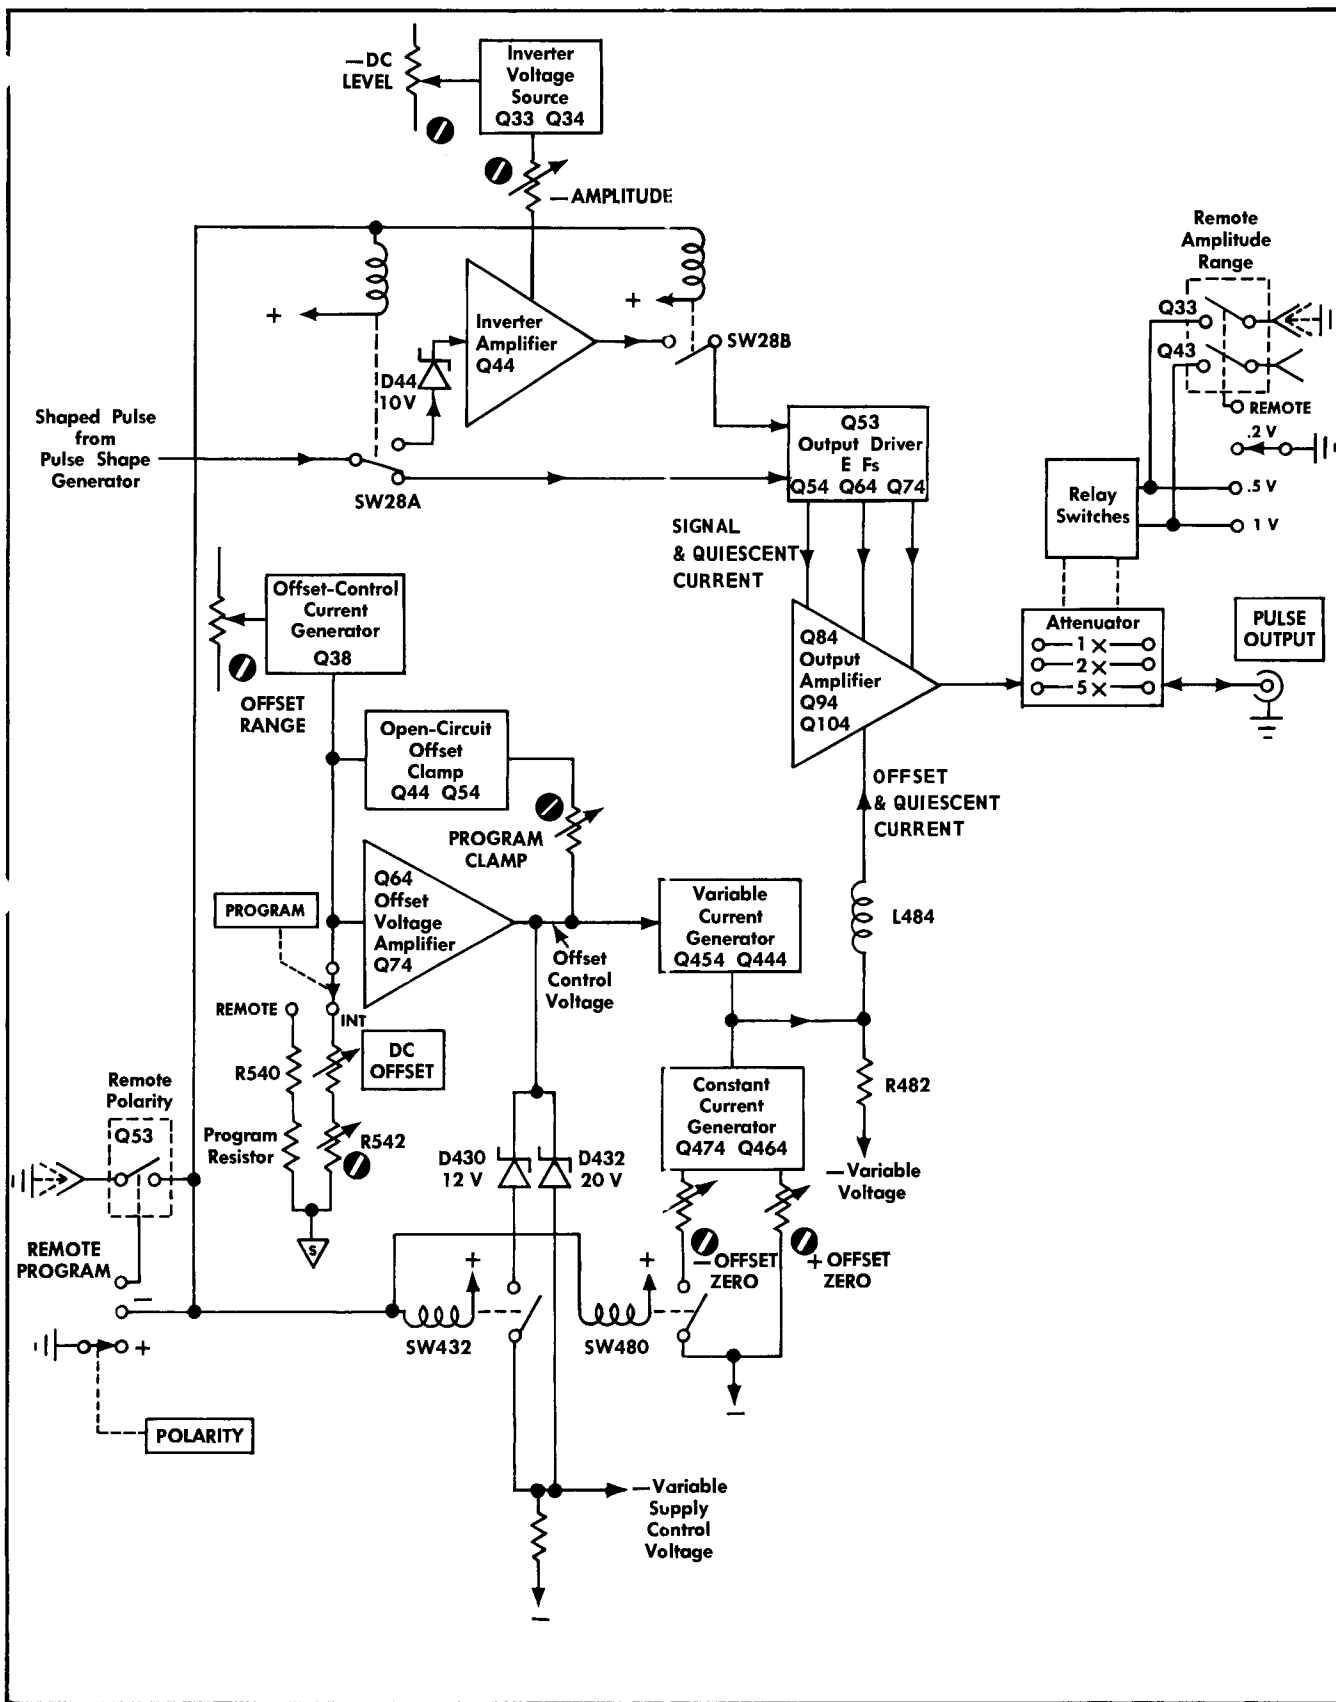 — DC
LEVEL
Inverter
Voltage
Source
Q33 Q34
— AMPLITUDE
+
+
Inverter
Amplifier
Q44
D44
10 V
SW28B
Shaped Pulse
from
Pulse Shape
Generator
SW28A
Q53
Output Driver
E Fs
Q54 Q64 Q74
Remote
Amplitude
Range
Q33
Q43
REMOTE
.2 V
.5 V
1 V
Relay
Switches
SIGNAL
& QUIESCENT
CURRENT
Offset-Control
Current
Generator
Q38
OFFSET
RANGE
Q84
Output
Amplifier
Q94
Q104
Attenuator
1 X
2 X
5 X
PULSE
OUTPUT
Open-Circuit
Offset
Clamp
Q44 Q54
PROGRAM
CLAMP
OFFSET
& QUIESCENT
CURRENT
PROGRAM
Q64
Offset
Voltage
Amplifier
Q74
Offset
Control
Voltage
Variable
Current
Generator
Q454 Q444
L484
REMOTE
INT
R540
DC
OFFSET
Program
Resistor
R542
S
Constant
Current
Generator
Q474 Q464
R482
— Variable
Voltage
Remote
Polarity
Q53
D430
12 V
D432
20 V
REMOTE
PROGRAM
—
+
+
SW432
+
SW480
— OFFSET
ZERO
+ OFFSET
ZERO
—
POLARITY
— Variable
Supply
Control
Voltage
—